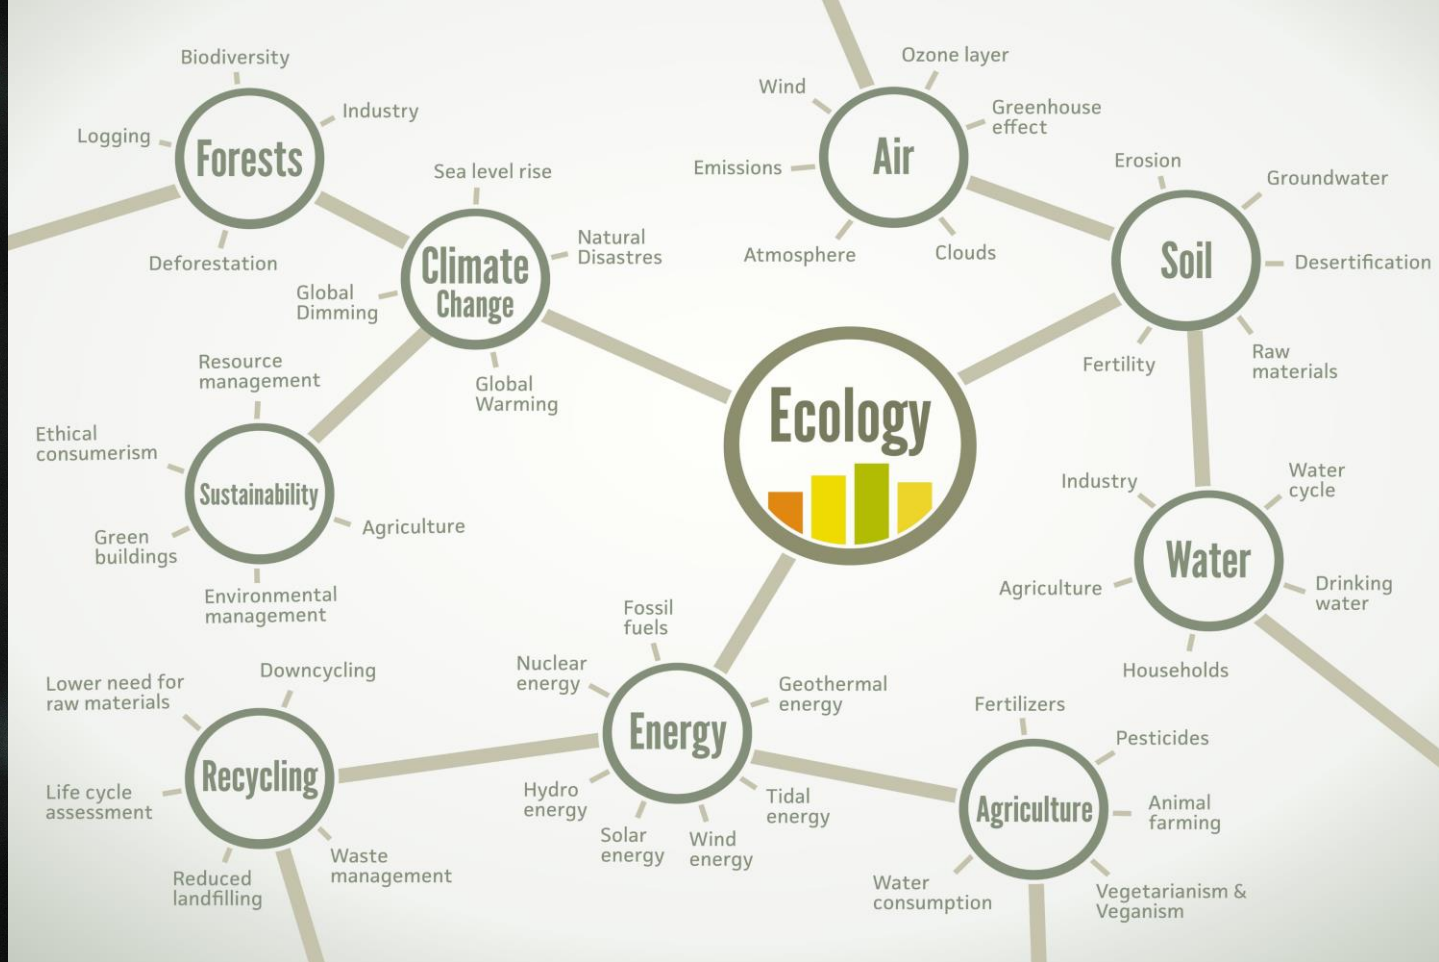 Biodiversity
Industry
Logging
Forests
Deforestation
Sea level rise
Natural
Disastres
Climate
Change
Global
Dimming
Global
Warming
Resource
management
Ethical
consumerism
Sustainability
Green
buildings
Agriculture
Environmental
management
Ozone layer
Wind
Greenhouse
effect
Air
Emissions
Atmosphere
Clouds
Erosion
Groundwater
Soil
Desertification
Fertility
Raw
materials
Ecology
Industry
Water
cycle
Water
Agriculture
Drinking
water
Households
Fossil
fuels
Nuclear
energy
Geothermal
energy
Energy
Hydro
energy
Solar
energy
Wind
energy
Tidal
energy
Downcycling
Lower need for
raw materials
Recycling
Life cycle
assessment
Reduced
landfilling
Waste
management
Fertilizers
Pesticides
Agriculture
Animal
farming
Water
consumption
Vegetarianism &
Veganism